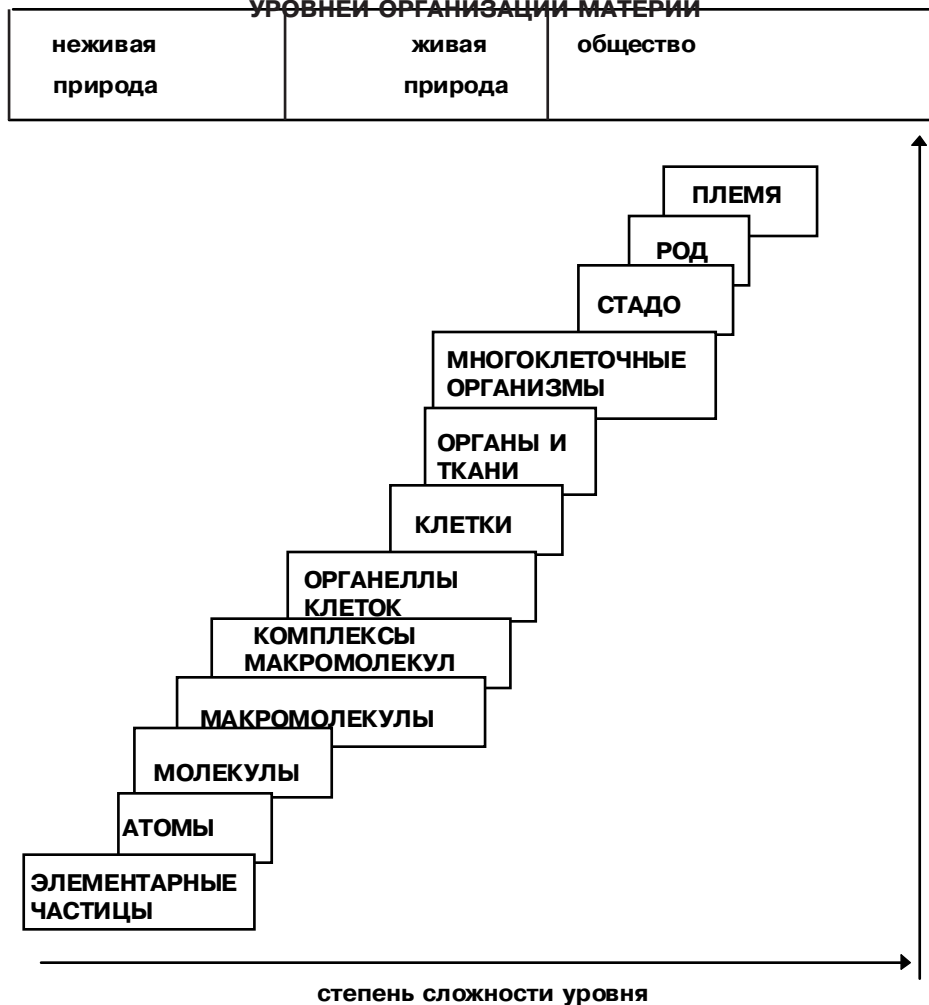 УРОВНЕЙ ОРГАНИЗАЦИИ МАТЕРИИ
неживая
природа
живая
природа
общество
ПЛЕМЯ
РОД
СТАДО
МНОГОКЛЕТОЧНЫЕ
ОРГАНИЗМЫ
ОРГАНЫ И
ТКАНИ
КЛЕТКИ
ОРГАНЕЛЛЫ
КЛЕТОК
КОМПЛЕКСЫ
МАКРОМОЛЕКУЛ
МАКРОМОЛЕКУЛЫ
МОЛЕКУЛЫ
АТОМЫ
ЭЛЕМЕНТАРНЫЕ
ЧАСТИЦЫ
степень сложности уровня